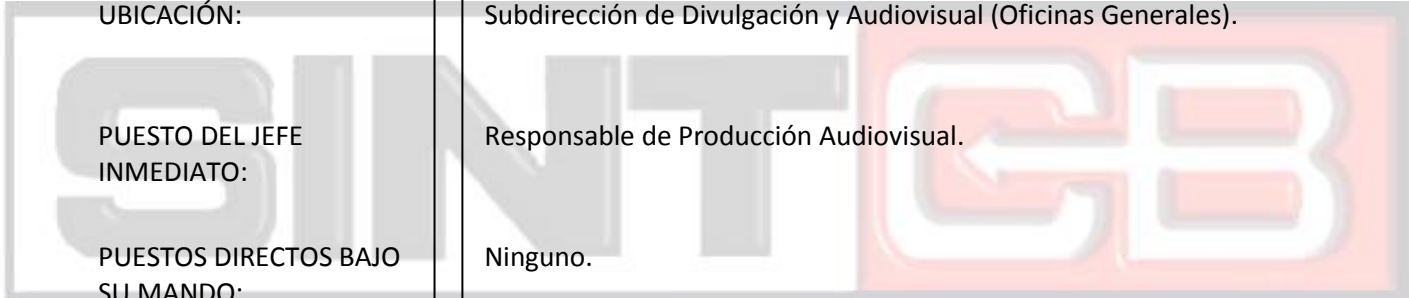 UBICACIÓN: Subdirección de Divulgación y Audiovisual (Oficinas Generales).
PUESTO DEL JEFE Responsable de Producción Audiovisual.
INMEDIATO:
PUESTOS DIRECTOS BAJO Ninguno.
SU MANDO:
SINTCB